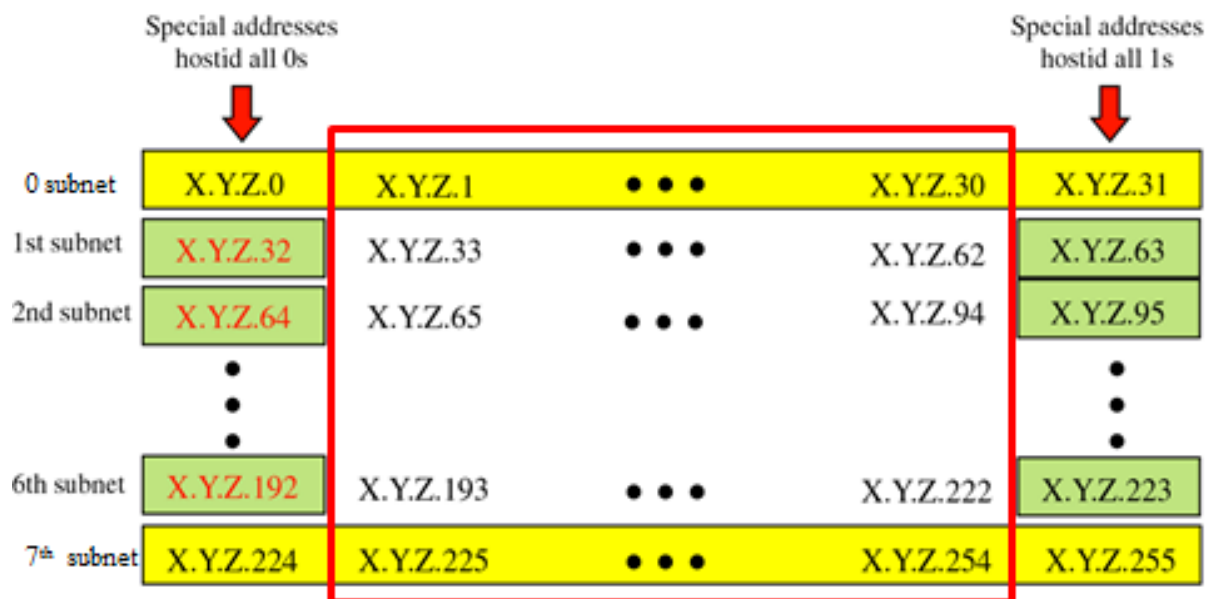 Special addresses
hostid all 0s
Special addresses
hostid all 1s
0 subnet X.Y.Z.0 X.Y.Z.1 ••• X.Y.Z.30 X.Y.Z.31
1st subnet X.Y.Z.32 X.Y.Z.33 ••• X.Y.Z.62 X.Y.Z.63
2nd subnet X.Y.Z.64 X.Y.Z.65 ••• X.Y.Z.94 X.Y.Z.95
6th subnet X.Y.Z.192 X.Y.Z.193 ••• X.Y.Z.222 X.Y.Z.223
7th subnet X.Y.Z.224 X.Y.Z.225 ••• X.Y.Z.254 X.Y.Z.255